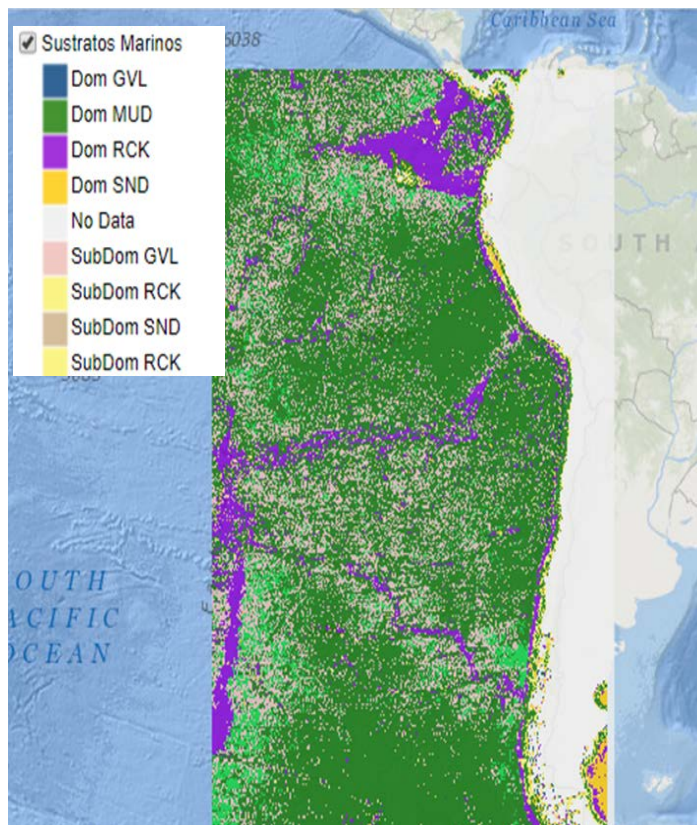 Caribbean Sea
6038
Sustratos Marinos
Dom GVL
Dom MUD
Dom RCK
Dom SND
No Data
SubDom GVL
SubDom RCK
SubDom SND
SubDom RCK
SOUTH
OUTH
ACIFIC
OCEAN